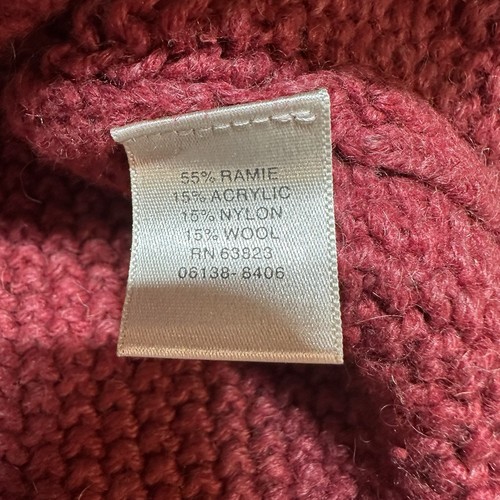 55% RAMIE
15% ACRYLIC
15% NYLON
15% WOOL
RN 63823
06138-8406